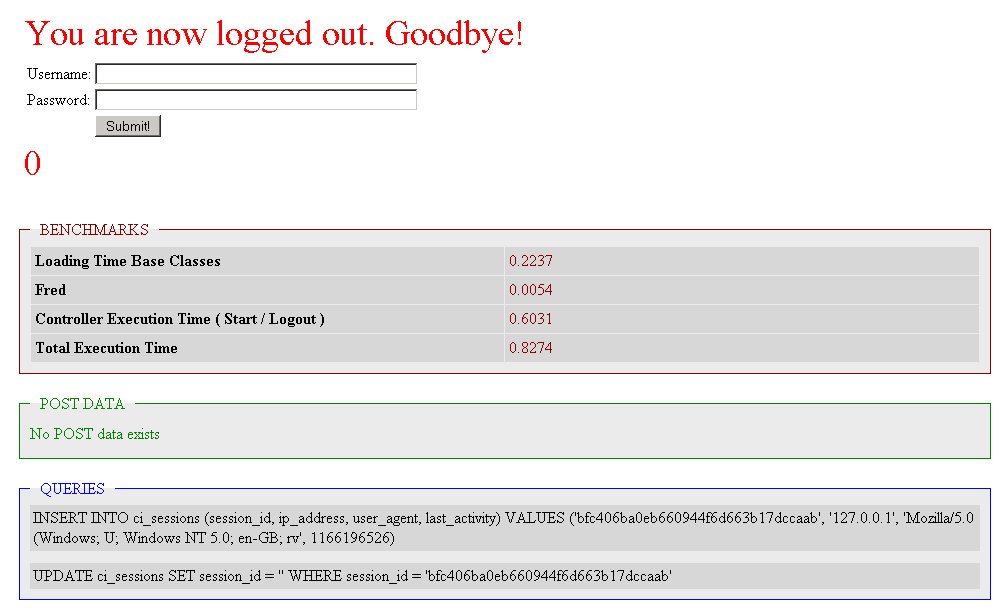 You are now logged out. Goodbye!
Username:
Password:
Submit!
0
BENCHMARKS
Loading Time Base Classes 0.2237
Fred 0.0054
Controller Execution Time ( Start / Logout ) 0.6031
Total Execution Time 0.8274
POST DATA
No POST data exists
QUERIES
INSERT INTO ci_sessions (session_id, ip_address, user_agent, last_activity) VALUES ('bfc406ba0eb660944f6d663b17dccaab', '127.0.0.1', 'Mozilla/5.0
(Windows; U; Windows NT 5.0; en-GB; rv', 1166196526)
UPDATE ci_sessions SET session_id = '' WHERE session_id = 'bfc406ba0eb660944f6d663b17dccaab'